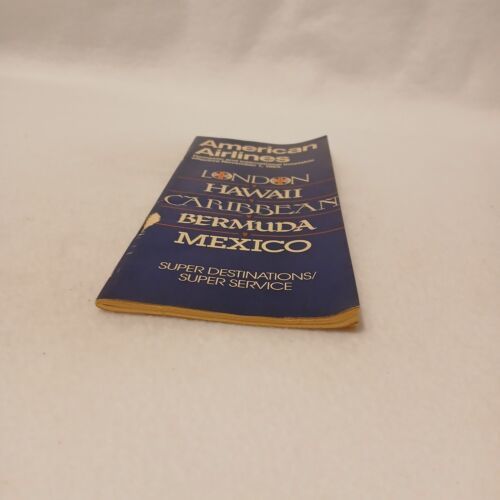 American
Airlines
LONDON
HAWAII
CARIBBEAN
BERMUDA
MEXICO
SUPER DESTINATIONS/
SUPER SERVICE